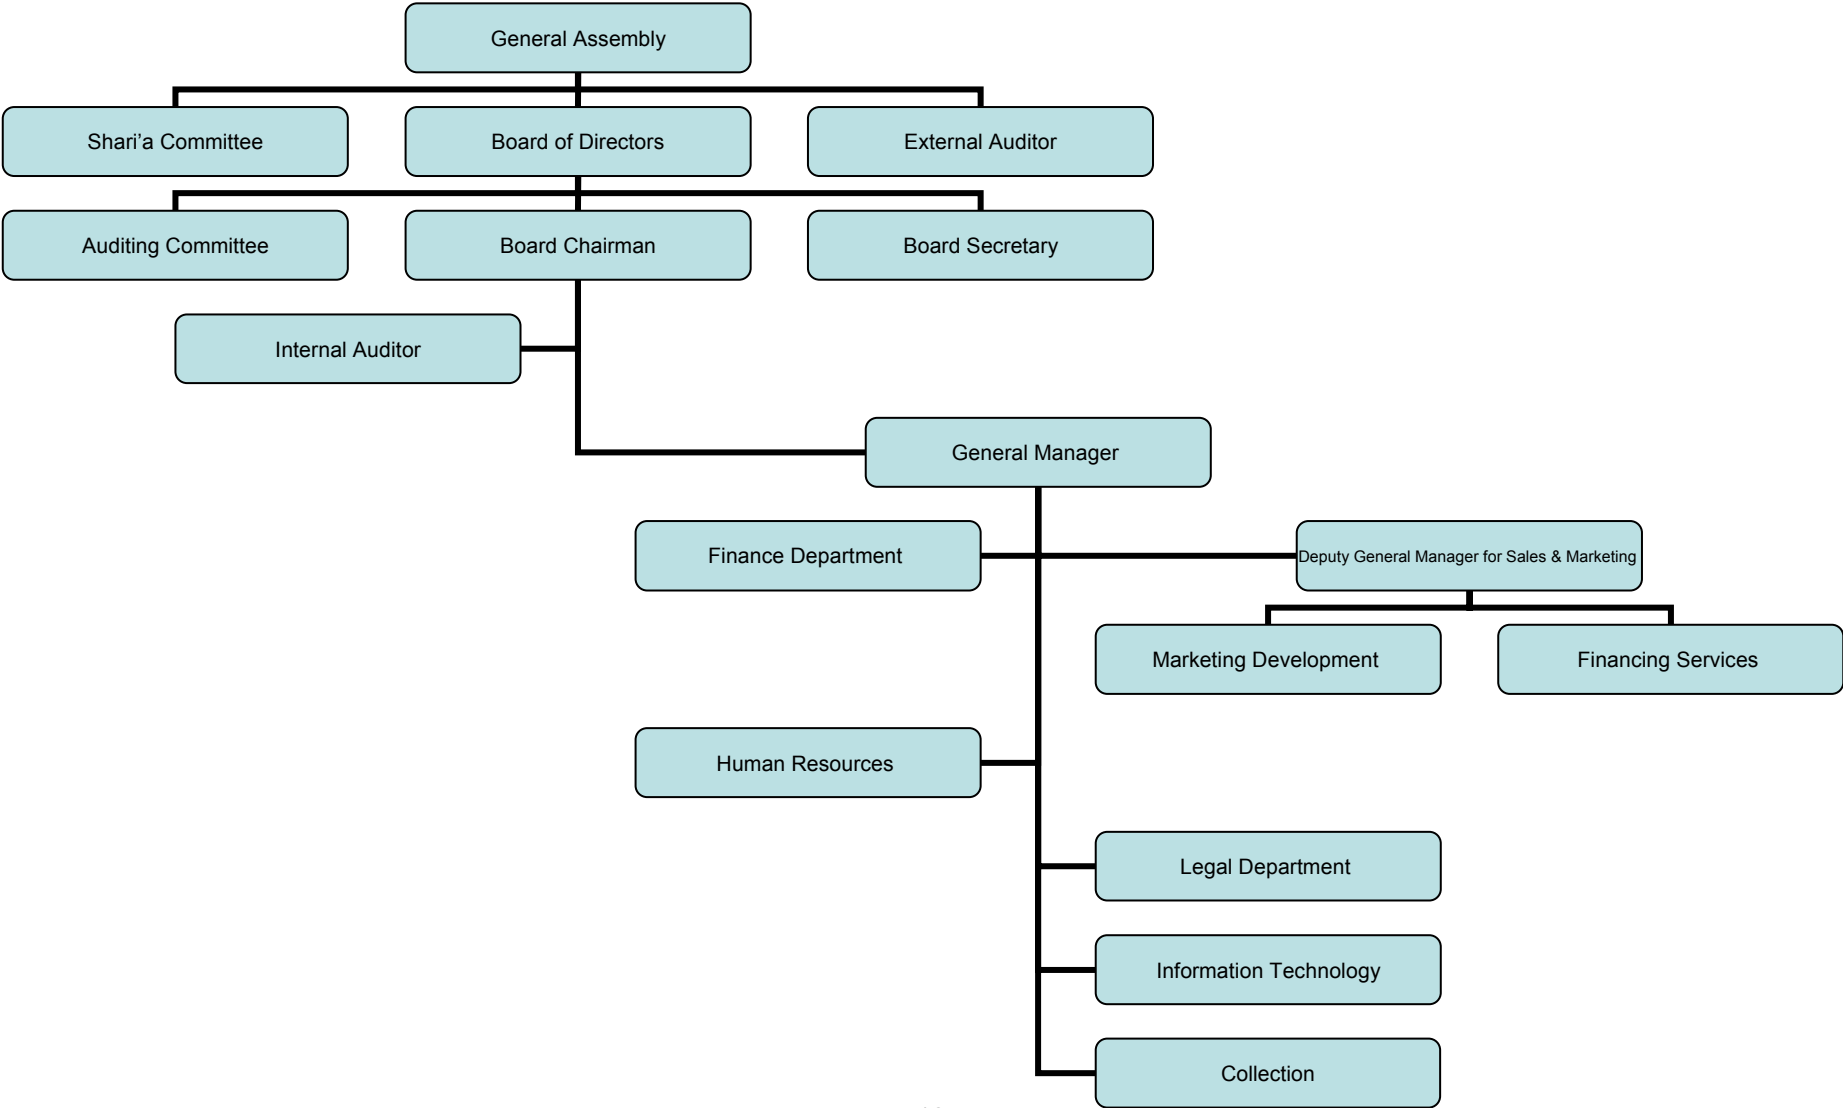 General Assembly
Shari’a Committee
Board of Directors
External Auditor
Auditing Committee
Board Chairman
Board Secretary
Internal Auditor
General Manager
Finance Department
Deputy General Manager for Sales & Marketing
Marketing Development
Financing Services
Human Resources
Legal Department
Information Technology
Collection